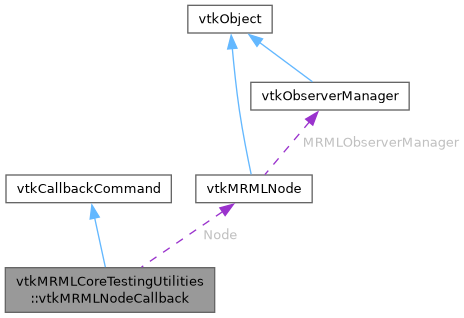 vtkObject
vtkObserverManager
MRMLObserverManager
vtkCallbackCommand
vtkMRMLNode
Node
vtkMRMLCoreTestingUtilities
::vtkMRMLNodeCallback